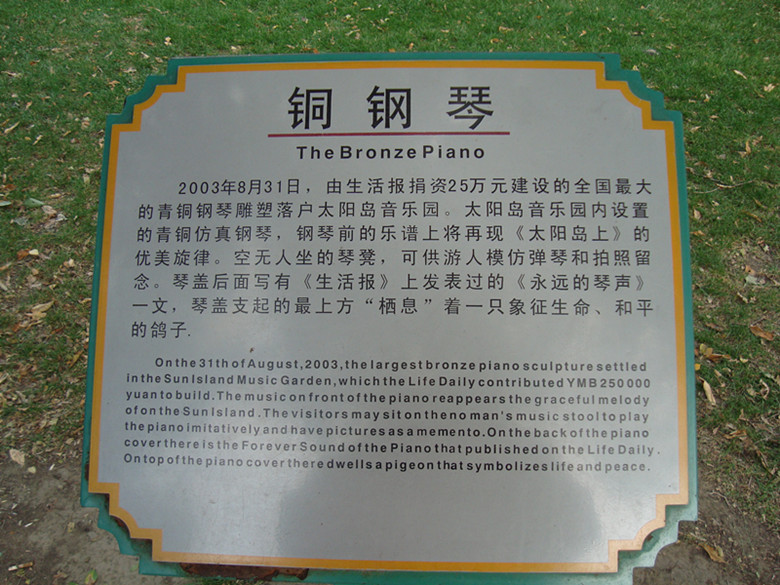 铜钢琴
The Bronze Piano
2003年8月31日，由生活报捐资25万元建设的全国最大
的青铜钢琴雕塑落户太阳岛音乐园。太阳岛音乐园内设置
的青铜仿真钢琴，钢琴前的乐谱上将再现《太阳岛上》的
优美旋律。空无人坐的琴凳，可供游人模仿弹琴和拍照留
念。琴盖后面写有《生活报》上发表过的《永远的琴声》
一文，琴盖支起的最上方“栖息”着一只象征生命、和平
的鸽子.
On the 31th of August, 2003, the largest bronze piano sculpture settled
in the Sun Island Music Garden, which the Life Daily contributed YMB 250000
yuan to build. The music on front of the piano reappears the graceful melody
of on the Sun Island. The visitors may sit on the no man's music stool to play
the piano imitatively and have pictures as a memento. On the back of the piano
cover there is the Forever Sound of the Piano that published on the Life Daily.
On top of the piano cover there dwells a pigeon that symbolizes life and peace.